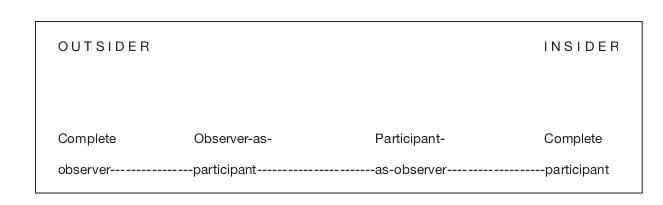 OUTSIDER INSIDER
Complete Observer-as- Participant- Complete
observer----------------participant-----------------------as-observer-------------------participant